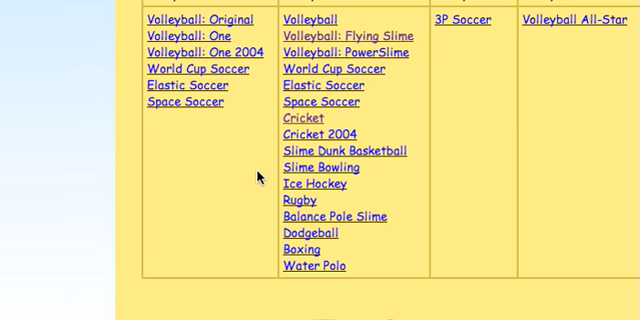 Volleyball: Original
Volleyball: One
Volleyball: One 2004
World Cup Soccer
Elastic Soccer
Space Soccer
Volleyball
Volleyball: Flying Slime
Volleyball: PowerSlime
World Cup Soccer
Elastic Soccer
Space Soccer
Cricket
Cricket 2004
Slime Dunk Basketball
Slime Bowling
Ice Hockey
Rugby
Balance Pole Slime
Dodgeball
Boxing
Water Polo
3P Soccer
Volleyball All-Star